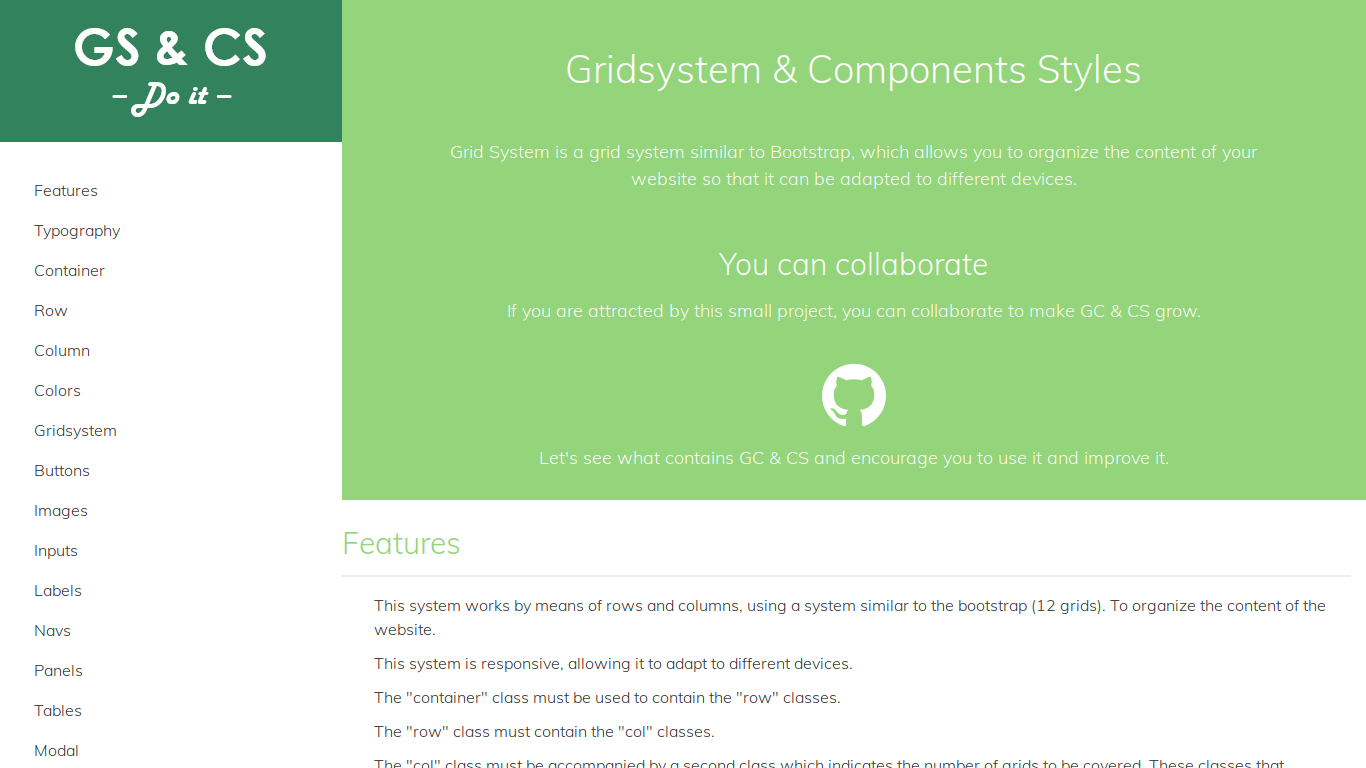 GS & CS
– Do it –
Features
Typography
Container
Row
Column
Colors
Gridsystem
Buttons
Images
Inputs
Labels
Navs
Panels
Tables
Modal
Gridsystem & Components Styles
Grid System is a grid system similar to Bootstrap, which allows you to organize the content of your
website so that it can be adapted to different devices.
You can collaborate
If you are attracted by this small project, you can collaborate to make GC & CS grow.
Let's see what contains GC & CS and encourage you to use it and improve it.
Features
This system works by means of rows and columns, using a system similar to the bootstrap (12 grids). To organize the content of the
website.
This system is responsive, allowing it to adapt to different devices.
The "container" class must be used to contain the "row" classes.
The "row" class must contain the "col" classes.
The "col" class must be accompanied by a second class which indicates the number of grids to be covered. These classes that